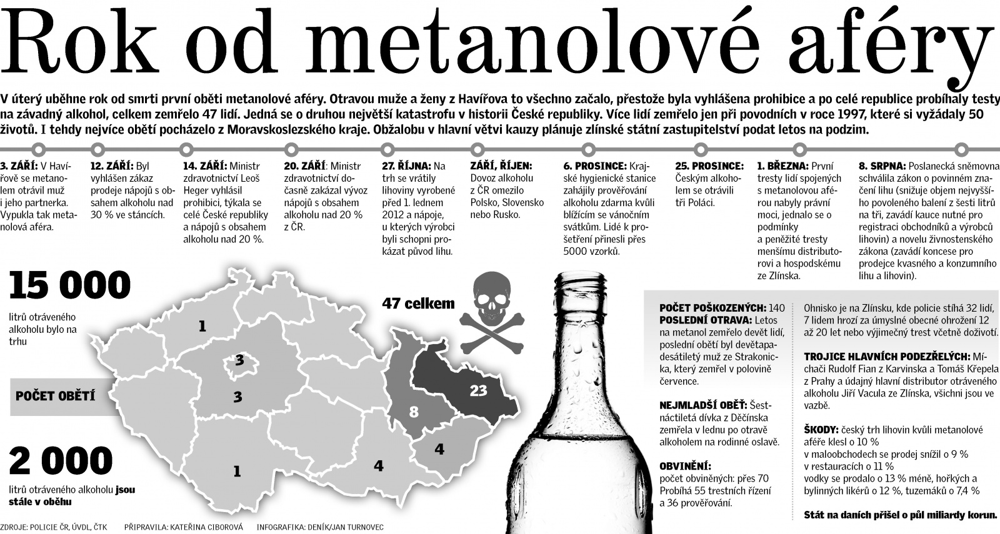 Rok od metanolové aféry
V úterý uběhne rok od smrti první oběti metanolové aféry. Otravou muže a ženy z Havířova to všechno začalo, přestože byla vyhlášena prohibice a po celé republice probíhaly testy
na závadný alkohol, celkem zemřelo 47 lidí. Jedná se o druhou největší katastrofu v historii České republiky. Více lidí zemřelo jen při povodních v roce 1997, které si vyžádaly 50
životů. I tehdy nejvíce obětí pocházelo z Moravskoslezského kraje. Obžalobu v hlavní větvi kauzy plánuje zlínské státní zastupitelství podat letos na podzim.
3. ZÁŘÍ: V Haví-
řově se metano-
lem otrávil muž
i jeho partnerka.
Vypukla tak meta-
nolová aféra.
12. ZÁŘÍ: Byl
vyhlášen zákaz
prodeje nápojů s ob-
sahem alkoholu nad
30 % ve stáncích.
14. ZÁŘÍ: Ministr
zdravotnictví Leoš
Heger vyhlásil
prohibici, týkala se
celé České republiky
a nápojů s obsahem
alkoholu nad 20 %.
20. ZÁŘÍ: Ministr
zdravotnictví do-
časně zakázal vývoz
nápojů s obsahem
alkoholu nad 20 %
z ČR.
27. ŘÍJNA: Na
trh se vrátily
lihoviny vyrobené
před 1. lednem
2012 a nápoje,
u kterých výrobci
byli schopni pro-
kázat původ lihu.
ZÁŘÍ, ŘÍJEN:
Dovoz alkoholu
z ČR omezilo
Polsko, Slovensko
nebo Rusko.
6. PROSINCE: Kraj-
ské hygienické stanice
zahájily prověřování
alkoholu zdarma kvůli
blížícím se vánočním
svátkům. Lidé k pro-
šetření přinesli přes
5000 vzorků.
25. PROSINCE:
Českým alkoho-
lem se otrávili
tři Poláci.
1. BŘEZNA: První
tresty lidí spojených
s metanolovou afé-
rou nabyly právní
moci, jednalo se o
podmínky
a peněžité tresty
menšímu distributo-
rovi a hospodskému
ze Zlínska.
8. SRPNA: Poslanecká sněmovna
schválila zákon o povinném zna-
čení lihu (snižuje objem nejvyšší-
ho povoleného balení z šesti litrů
na tři, zavádí kauce nutné pro
registraci obchodníků a výrobců
lihovin) a novelu živnostenského
zákona (zavádí koncese pro
prodejce kvasného a konzumního
lihu a lihovin).
15 000
litrů otráveného
alkoholu bylo na
trhu
POČET OBĚTÍ
2 000
litrů otráveného alkoholu jsou
stále v oběhu
47 celkem
1
3
3
23
8
4
4
1
POČET POŠKOZENÝCH: 140
POSLEDNÍ OTRAVA: Letos
na metanol zemřelo devět lidí,
poslední obětí byl devětapa-
desátiletý muž ze Strakonic-
ka, který zemřel v polovině
července.
NEJMLADŠÍ OBĚŤ: Šest-
náctiletá dívka z Děčínska
zemřela v lednu po otravě
alkoholem na rodinné oslavě.
OBVINĚNÍ:
počet obviněných: přes 70
Probíhá 55 trestních řízení
a 36 prověřování.
Ohnisko je na Zlínsku, kde policie stíhá 32 lidí,
7 lidem hrozí za úmyslné obecné ohrožení 12
až 20 let nebo výjimečný trest včetně doživotí.
TROJICE HLAVNÍCH PODEZŘELÝCH: Mí-
chači Rudolf Fian z Karvinska a Tomáš Křepela
z Prahy a údajný hlavní distributor otráveného
alkoholu Jiří Vacula ze Zlínska, všichni jsou ve
vazbě.
ŠKODY: český trh lihovin kvůli metanolové
aféře klesl o 10 %
v maloobchodech se prodej snížil o 9 %
v restauracích o 11 %
vodky se prodalo o 13 % méně, hořkých a
bylinných likérů o 12 %, tuzemáků o 7,4 %
Stát na daních přišel o půl miliardy korun.
ZDROJE: POLICIE ČR, ÚVDL, ČTK PŘIPRAVILA: KATEŘINA CIBOROVÁ INFOGRAFIKA: DENÍK/JAN TURNOVEC